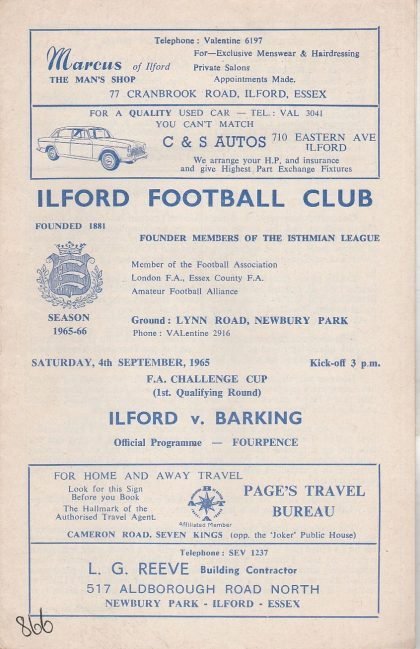 Telephone : Valentine 6197
Marcus of Ilford
THE MAN'S SHOP
For—Exclusive Menswear & Hairdressing
Private Salons
Appointments Made.
77 CRANBROOK ROAD, ILFORD, ESSEX
FOR A QUALITY USED CAR — TEL.: VAL 3041
YOU CAN'T MATCH
C & S AUTOS 710 EASTERN AVE
ILFORD
We arrange your H.P, and insurance
and give Highest Part Exchange Fixtures
ILFORD FOOTBALL CLUB
FOUNDED 1881
FOUNDER MEMBERS OF THE ISTHMIAN LEAGUE
Member of the Football Association
London F.A., Essex County F.A.
Amateur Football Alliance
SEASON
1965-66
Ground : LYNN ROAD, NEWBURY PARK
Phone : VALentine 2916
SATURDAY, 4th SEPTEMBER, 1965 Kick-off 3 p.m.
F.A. CHALLENGE CUP
(1st. Qualifying Round)
ILFORD v. BARKING
Official Programme — FOURPENCE
FOR HOME AND AWAY TRAVEL
Look for this Sign
Before you Book
The Hallmark of the
Authorised Travel Agent.
ABTA
Affiliated Member
PAGE'S TRAVEL
BUREAU
CAMERON ROAD, SEVEN KINGS (opp. the 'Joker' Public House)
Telephone : SEV 1237
L. G. REEVE Building Contractor
517 ALDBOROUGH ROAD NORTH
NEWBURY PARK - ILFORD - ESSEX
866